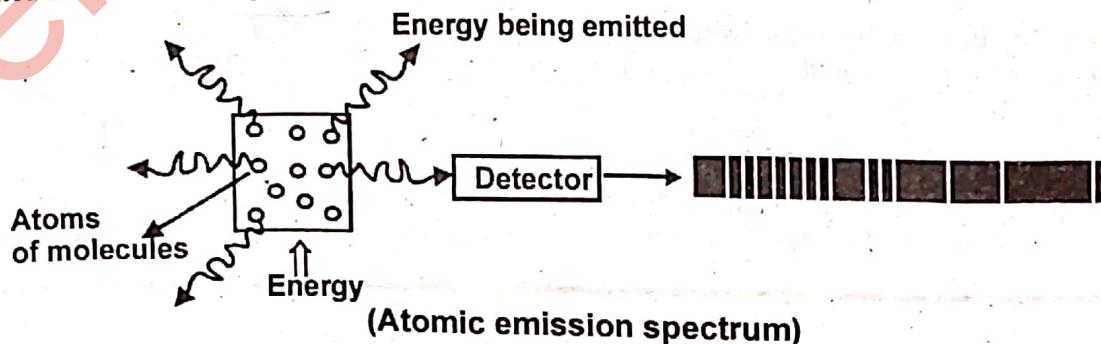 Energy being emitted
Detector
Atoms
of molecules
Energy
(Atomic emission spectrum)